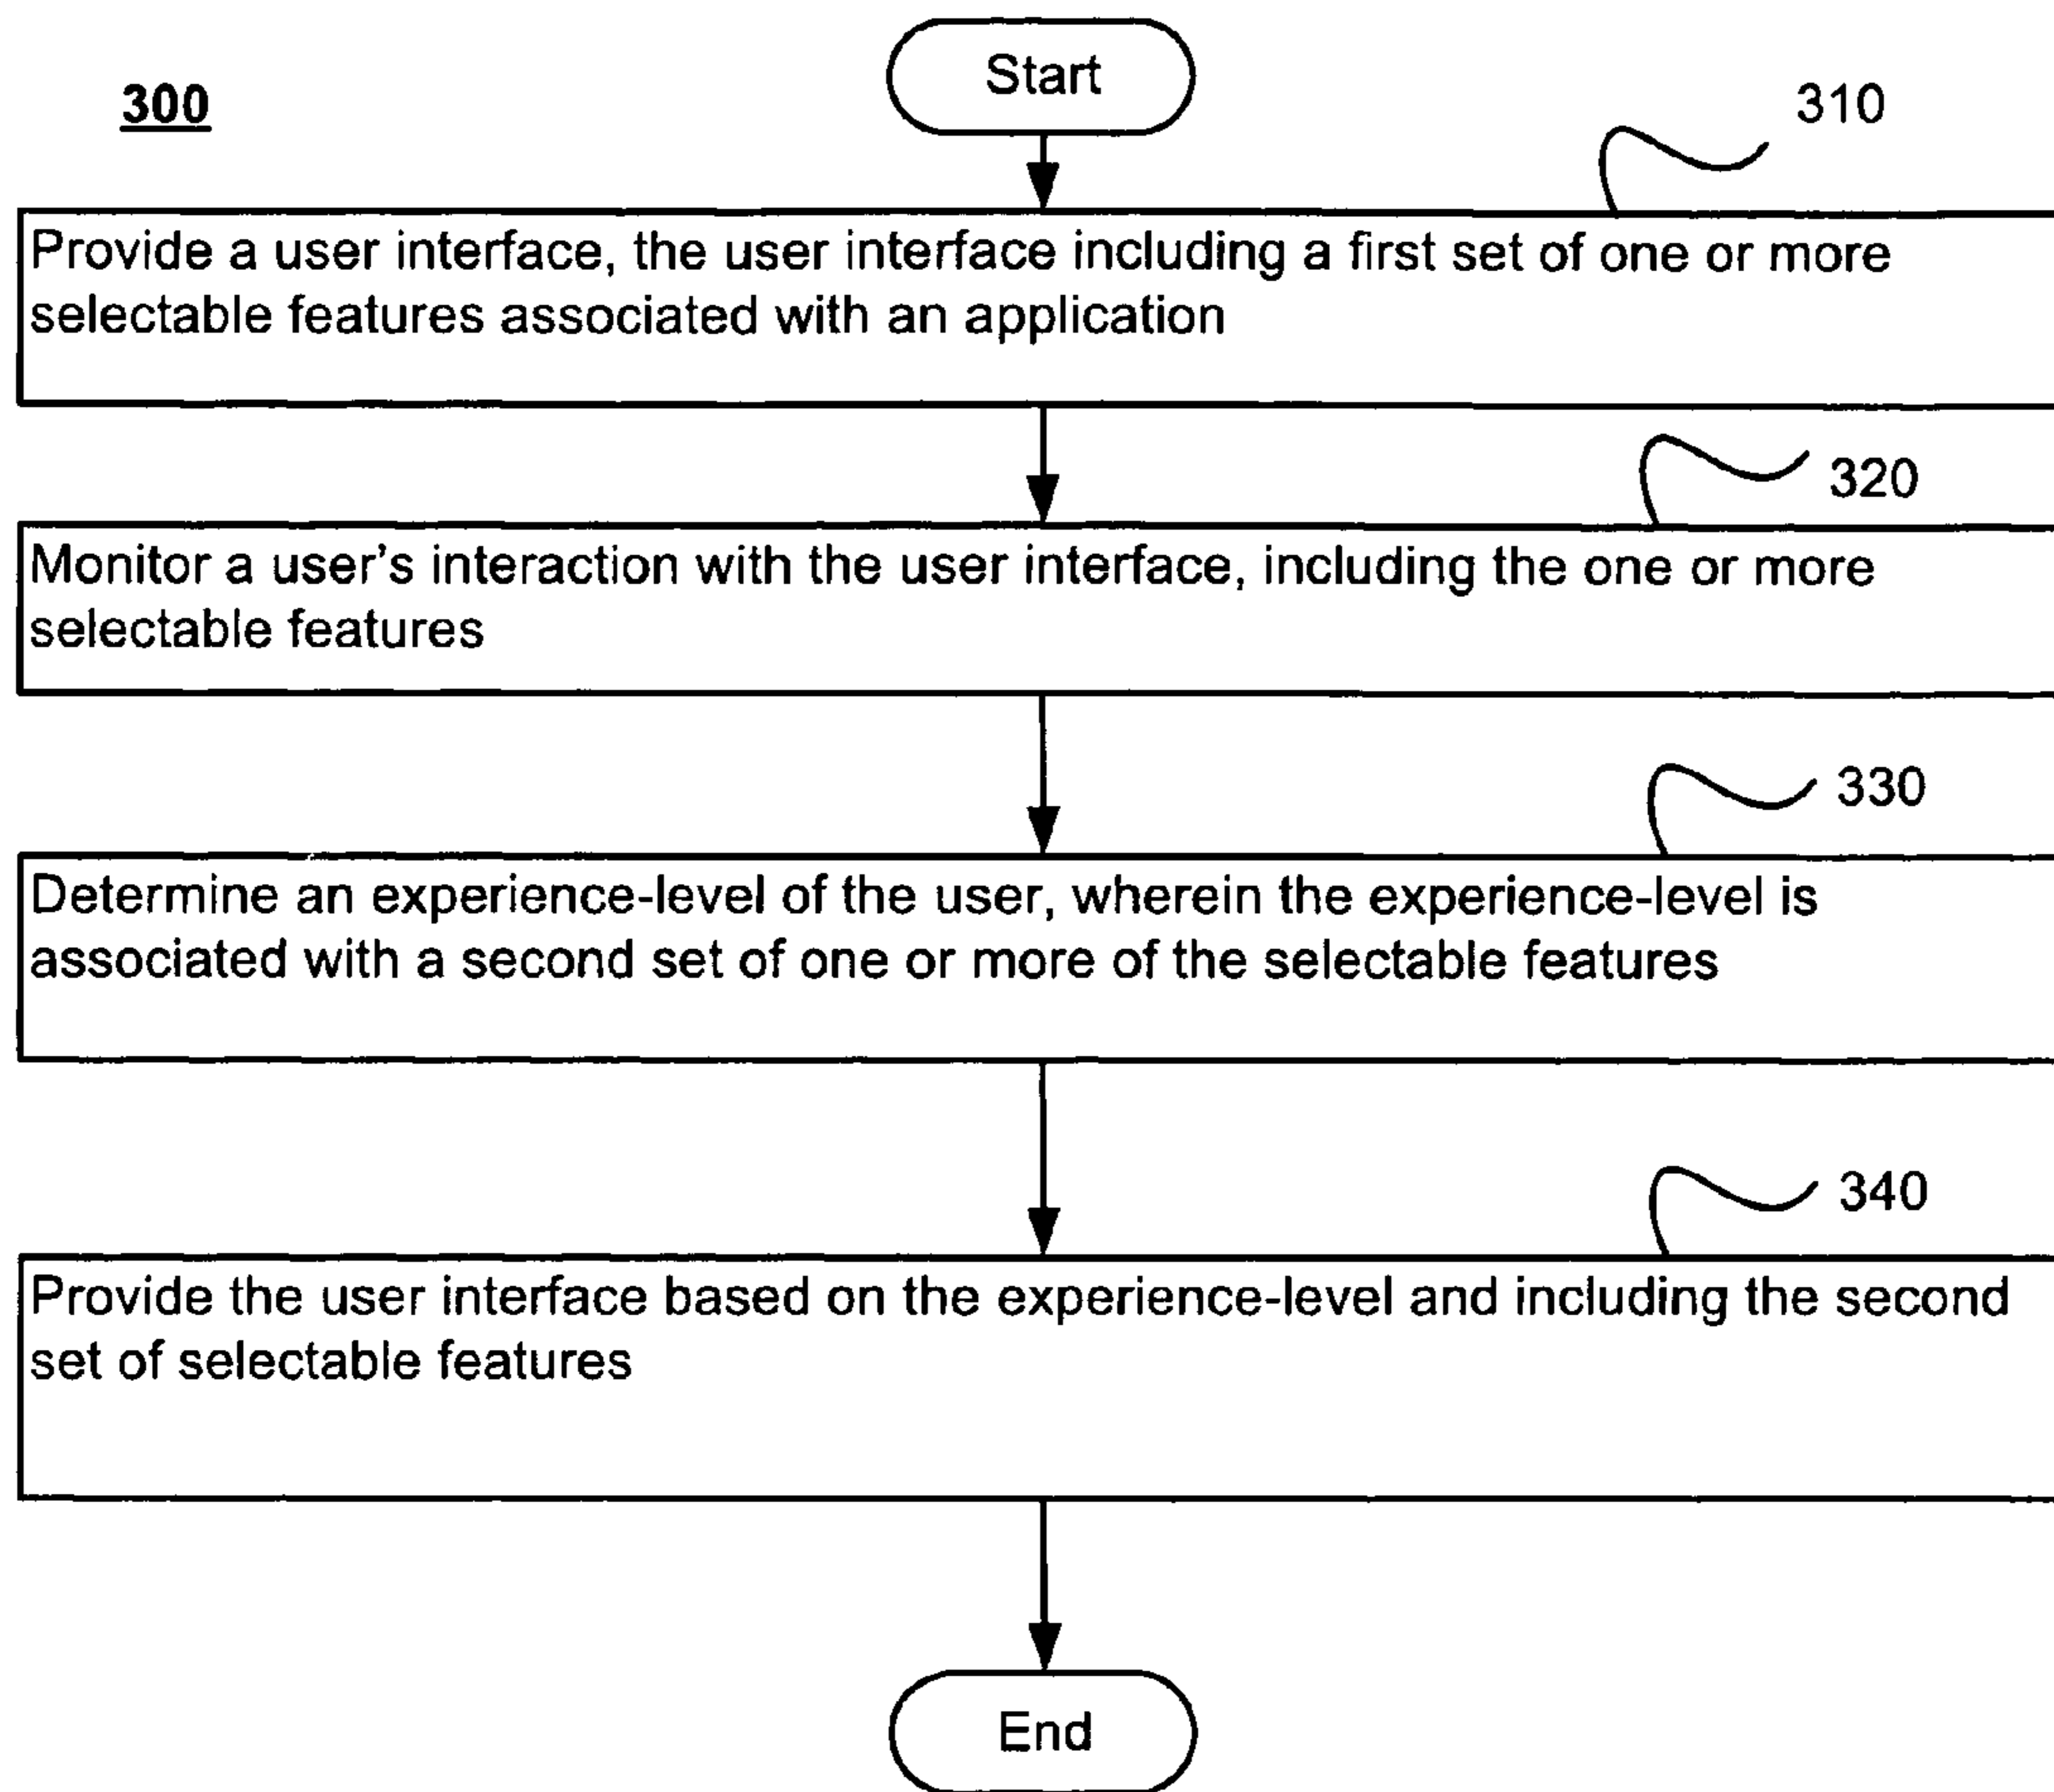 Start
300
310
Provide a user interface, the user interface including a first set of one or more
selectable features associated with an application
320
Monitor a user's interaction with the user interface, including the one or more
selectable features
330
Determine an experience-level of the user, wherein the experience-level is
associated with a second set of one or more of the selectable features
340
Provide the user interface based on the experience-level and including the second
set of selectable features
End